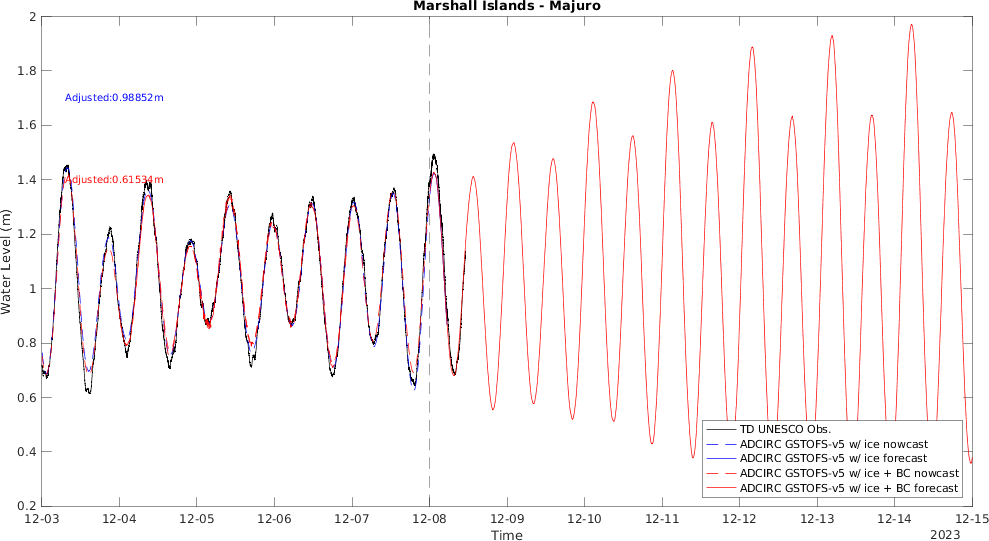 Marshall Islands - Majuro
2
1.8
1.6
1.4
1.2
1
0.8
0.6
0.4
0.2
Water Level (m)
Adjusted:0.98852m
Adjusted:0.61534m
TD UNESCO Obs.
ADCIRC GSTOFS-v5 w/ ice nowcast
ADCIRC GSTOFS-v5 w/ ice forecast
ADCIRC GSTOFS-v5 w/ ice + BC nowcast
ADCIRC GSTOFS-v5 w/ ice + BC forecast
12-03 12-04 12-05 12-06 12-07 12-08 12-09 12-10 12-11 12-12 12-13 12-14 12-15
Time
2023